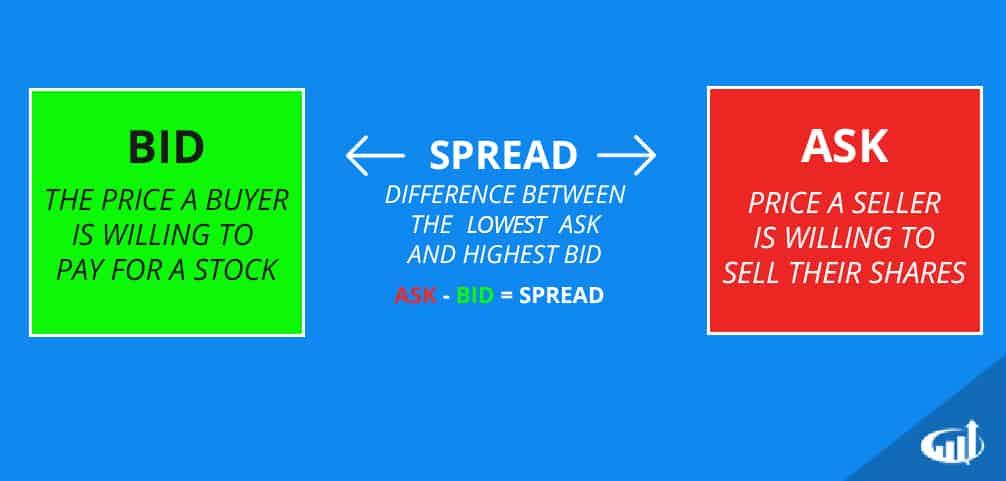 BID
THE PRICE A BUYER
IS WILLING TO
PAY FOR A STOCK
SPREAD
DIFFERENCE BETWEEN
THE LOWEST ASK
AND HIGHEST BID
ASK - BID = SPREAD
ASK
PRICE A SELLER
IS WILLING TO
SELL THEIR SHARES